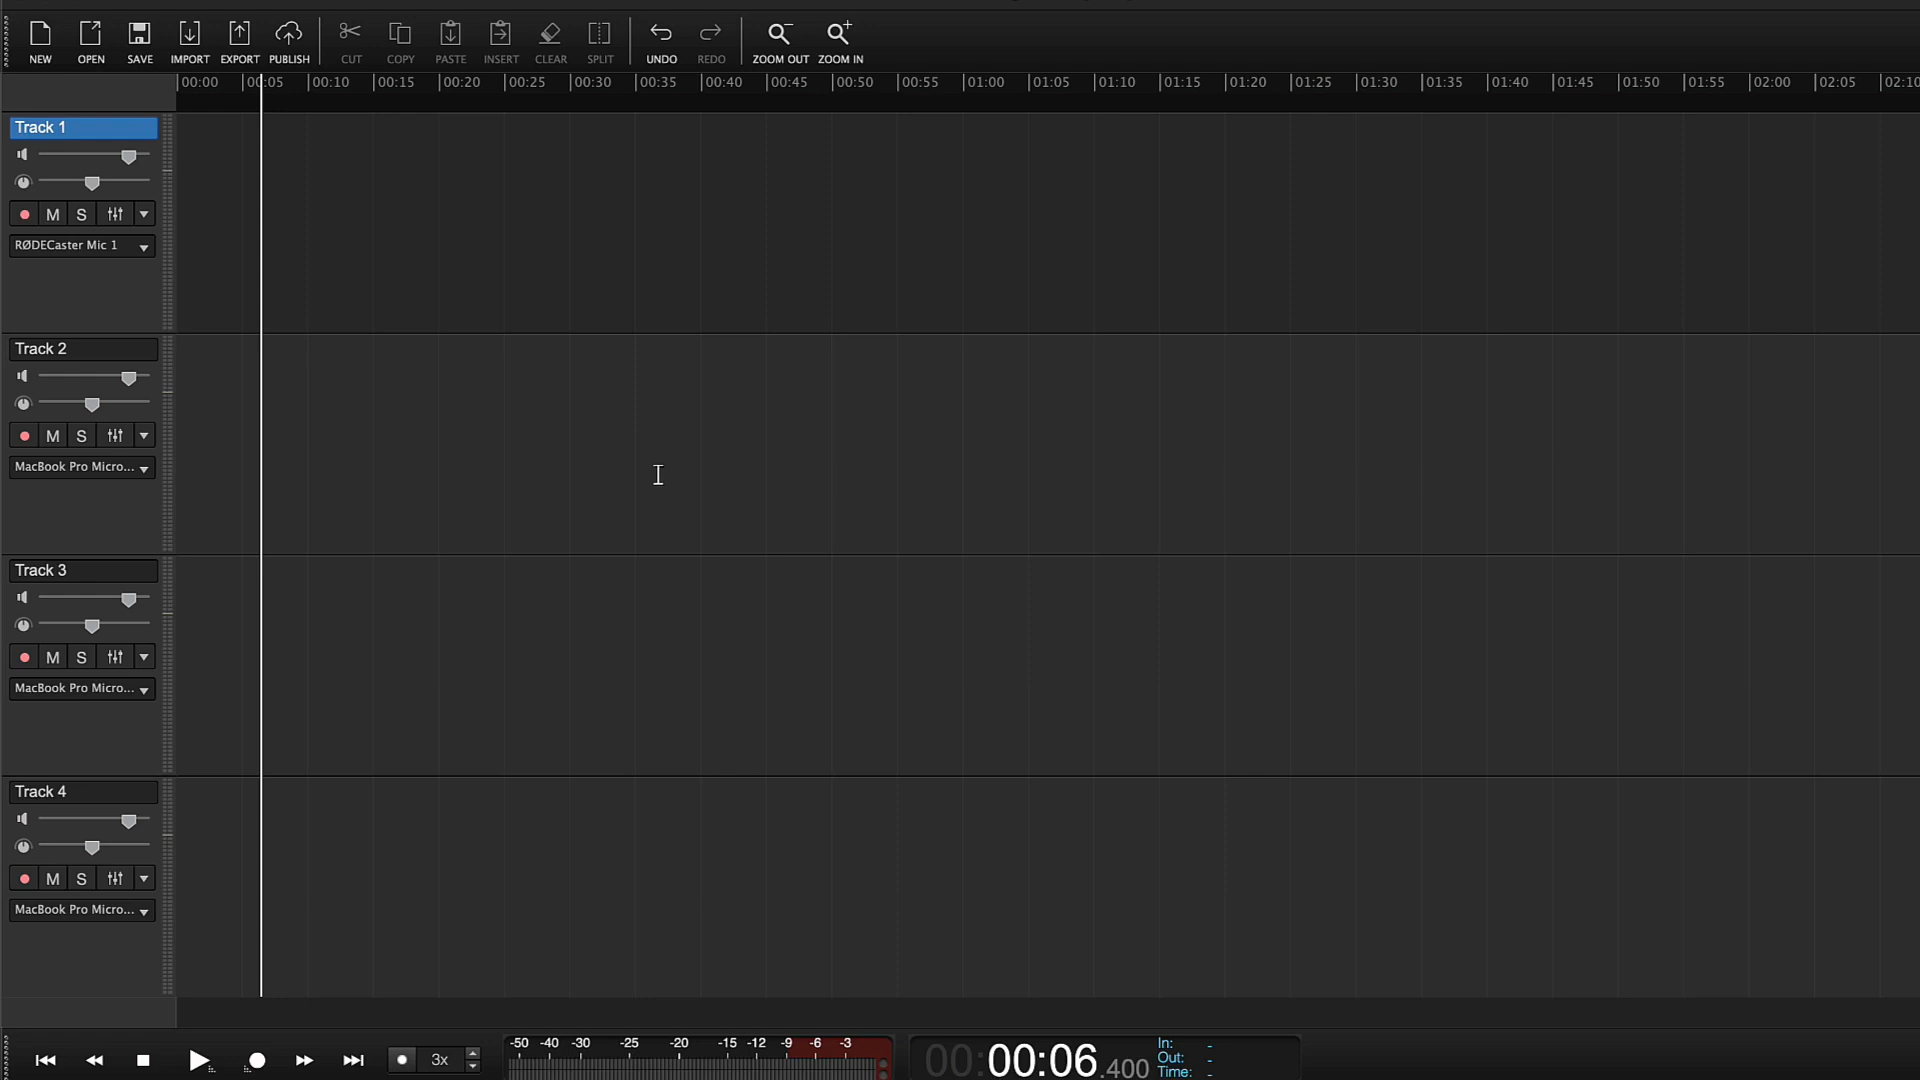 NEW OPEN SAVE IMPORT EXPORT PUBLISH CUT COPY PASTE INSERT CLEAR SPLIT UNDO REDO ZOOM OUT ZOOM IN
00:00 00:05 00:10 00:15 00:20 00:25 00:30 00:35 00:40 00:45 00:50 00:55 01:00 01:05 01:10 01:15 01:20 01:25 01:30 01:35 01:40 01:45 01:50 01:55 02:00 02:05 02:10
Track 1
M S
RØDECaster Mic 1
Track 2
M S
MacBook Pro Micro...
Track 3
M S
MacBook Pro Micro...
Track 4
M S
MacBook Pro Micro...
3x
-50 -40 -30 -25 -20 -15 -12 -9 -6 -3
00:00:06.400
In: -
Out: -
Time: -